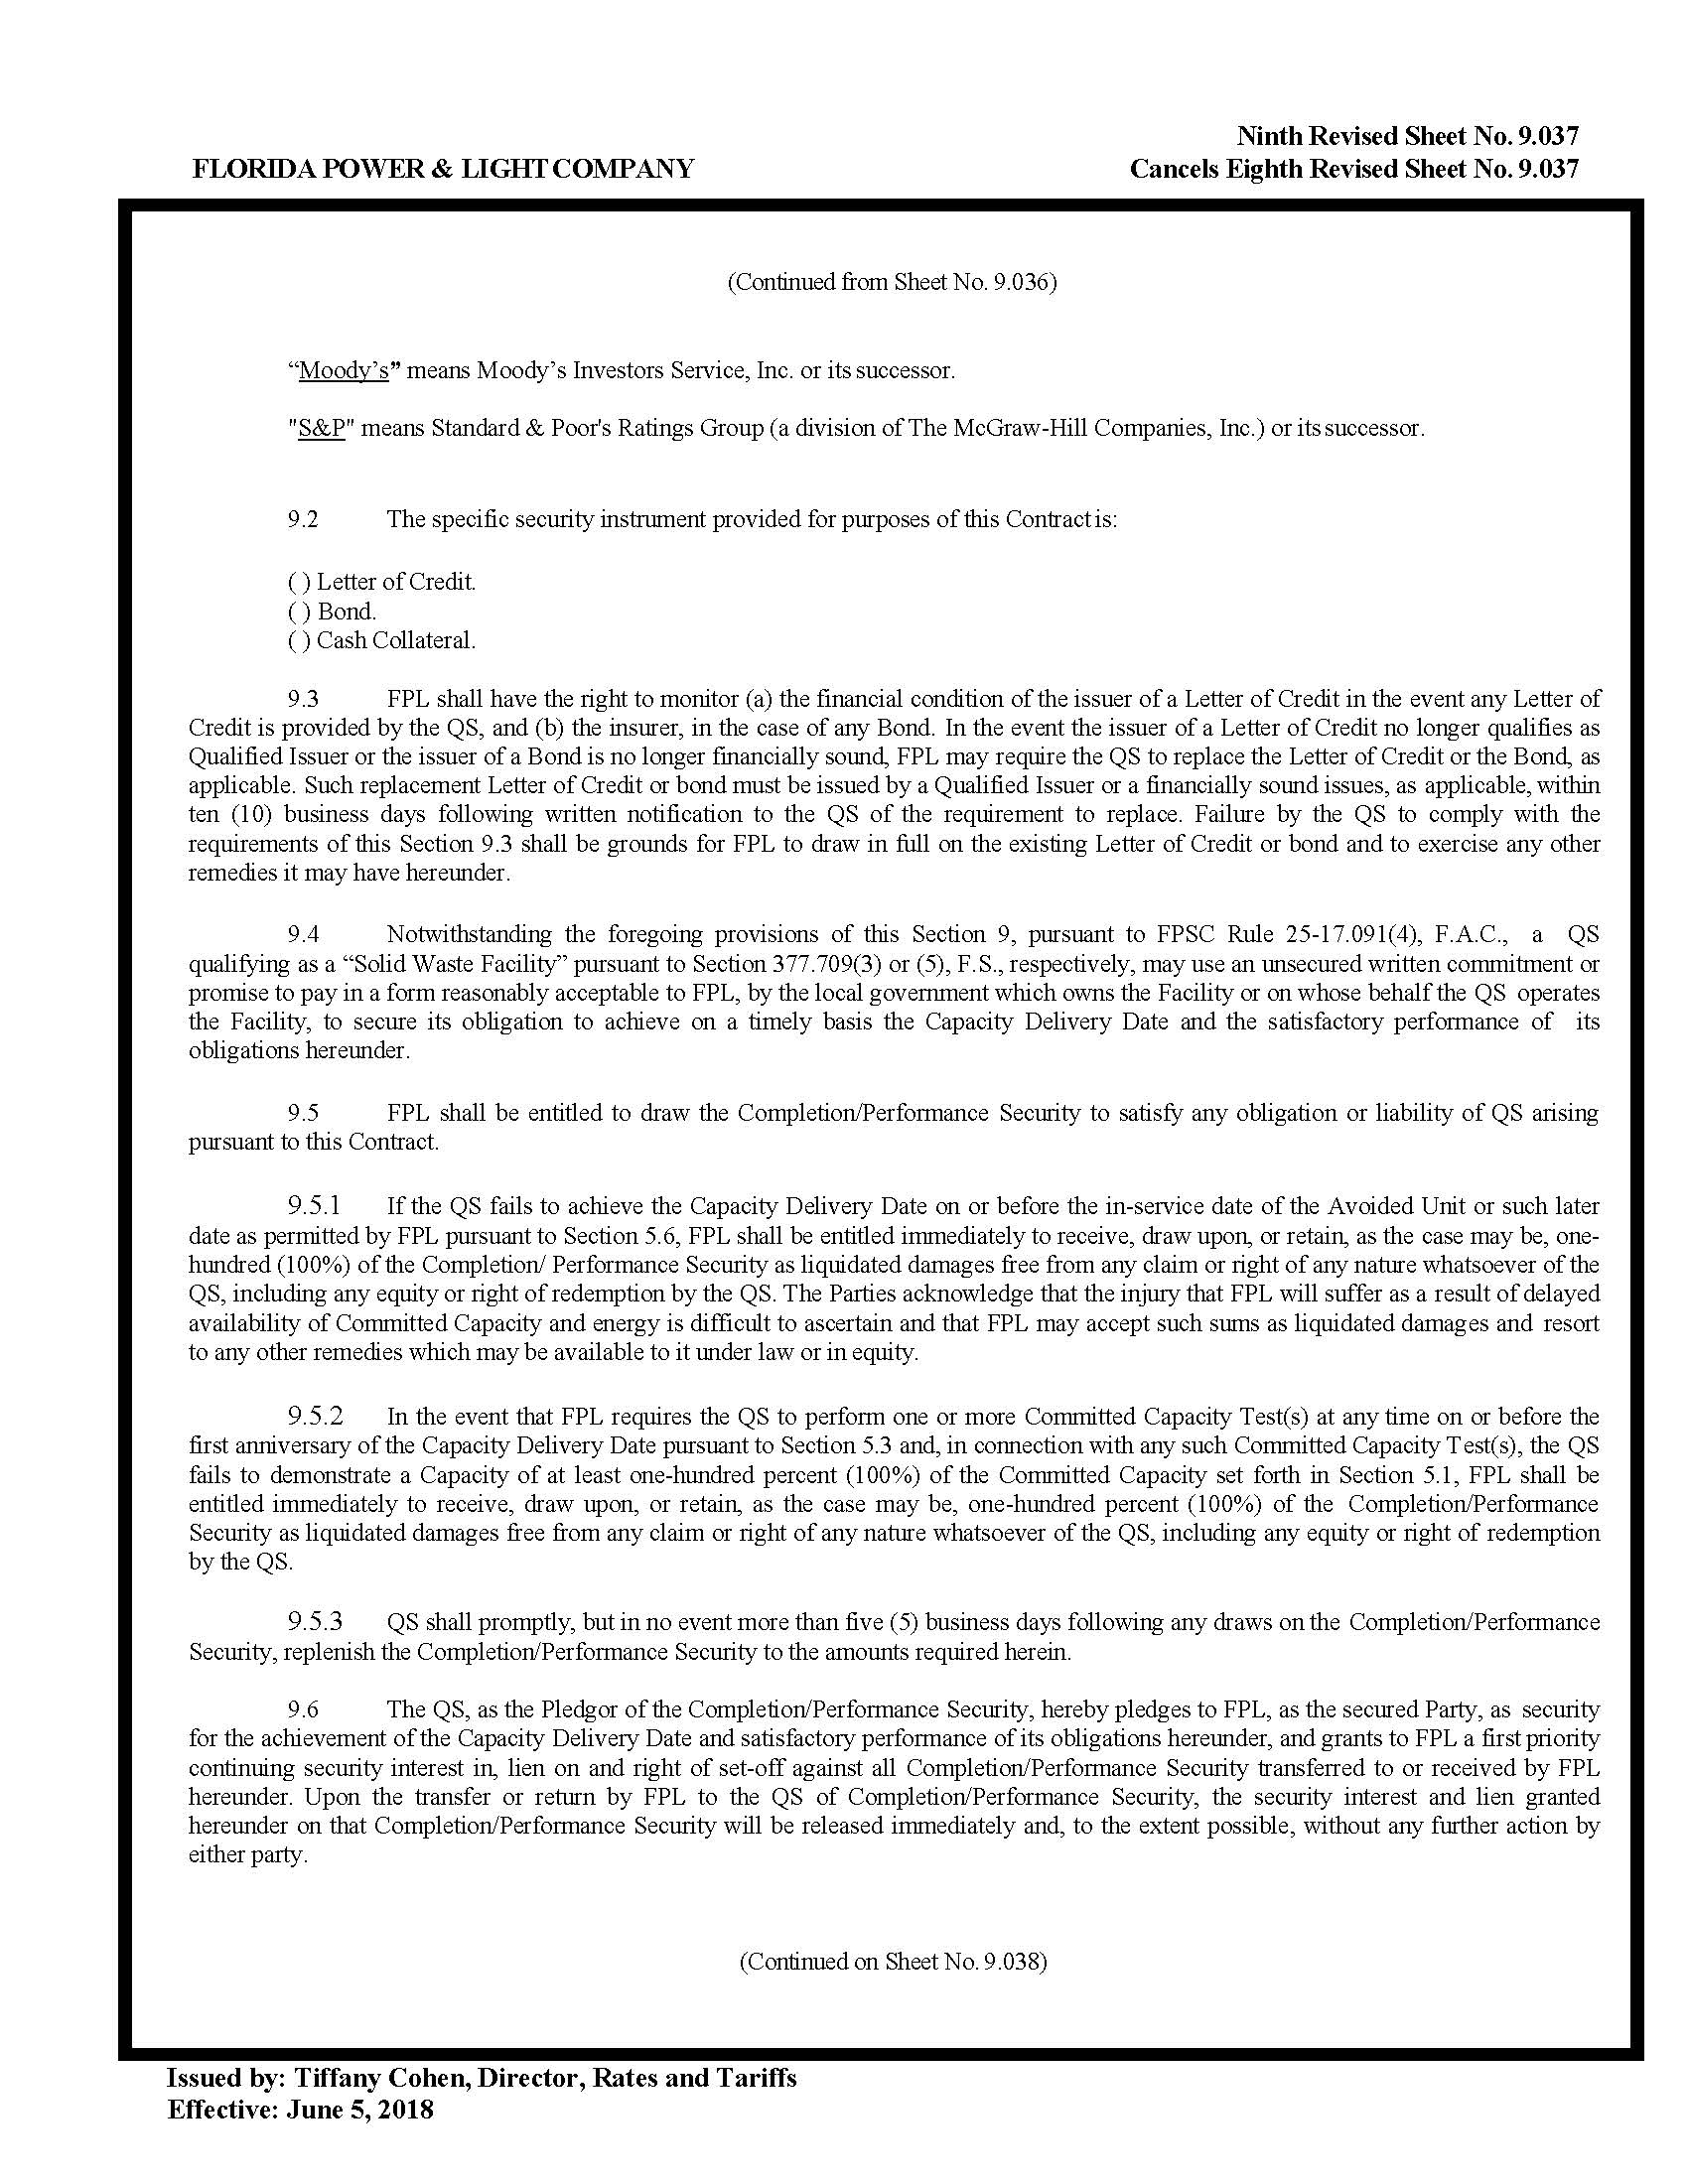 Ninth Revised Sheet No. 9.037
FLORIDA POWER & LIGHT COMPANY
Cancels Eighth Revised Sheet No. 9.037
(Continued from Sheet No. 9.036)
“Moody’s” means Moody’s Investors Service, Inc. or its successor.
"S&P" means Standard & Poor's Ratings Group (a division of The McGraw-Hill Companies, Inc.) or its successor.
9.2 The specific security instrument provided for purposes of this Contract is:
( ) Letter of Credit.
( ) Bond.
( ) Cash Collateral.
9.3 FPL shall have the right to monitor (a) the financial condition of the issuer of a Letter of Credit in the event any Letter of
Credit is provided by the QS, and (b) the insurer, in the case of any Bond. In the event the issuer of a Letter of Credit no longer qualifies as
Qualified Issuer or the issuer of a Bond is no longer financially sound, FPL may require the QS to replace the Letter of Credit or the Bond, as
applicable. Such replacement Letter of Credit or bond must be issued by a Qualified Issuer or a financially sound issues, as applicable, within
ten (10) business days following written notification to the QS of the requirement to replace. Failure by the QS to comply with the
requirements of this Section 9.3 shall be grounds for FPL to draw in full on the existing Letter of Credit or bond and to exercise any other
remedies it may have hereunder.
9.4 Notwithstanding the foregoing provisions of this Section 9, pursuant to FPSC Rule 25-17.091(4), F.A.C., a QS
qualifying as a “Solid Waste Facility” pursuant to Section 377.709(3) or (5), F.S., respectively, may use an unsecured written commitment or
promise to pay in a form reasonably acceptable to FPL, by the local government which owns the Facility or on whose behalf the QS operates
the Facility, to secure its obligation to achieve on a timely basis the Capacity Delivery Date and the satisfactory performance of its
obligations hereunder.
9.5 FPL shall be entitled to draw the Completion/Performance Security to satisfy any obligation or liability of QS arising
pursuant to this Contract.
9.5.1 If the QS fails to achieve the Capacity Delivery Date on or before the in-service date of the Avoided Unit or such later
date as permitted by FPL pursuant to Section 5.6, FPL shall be entitled immediately to receive, draw upon, or retain, as the case may be, one-
hundred (100%) of the Completion/ Performance Security as liquidated damages free from any claim or right of any nature whatsoever of the
QS, including any equity or right of redemption by the QS. The Parties acknowledge that the injury that FPL will suffer as a result of delayed
availability of Committed Capacity and energy is difficult to ascertain and that FPL may accept such sums as liquidated damages and resort
to any other remedies which may be available to it under law or in equity.
9.5.2 In the event that FPL requires the QS to perform one or more Committed Capacity Test(s) at any time on or before the
first anniversary of the Capacity Delivery Date pursuant to Section 5.3 and, in connection with any such Committed Capacity Test(s), the QS
fails to demonstrate a Capacity of at least one-hundred percent (100%) of the Committed Capacity set forth in Section 5.1, FPL shall be
entitled immediately to receive, draw upon, or retain, as the case may be, one-hundred percent (100%) of the Completion/Performance
Security as liquidated damages free from any claim or right of any nature whatsoever of the QS, including any equity or right of redemption
by the QS.
9.5.3 QS shall promptly, but in no event more than five (5) business days following any draws on the Completion/Performance
Security, replenish the Completion/Performance Security to the amounts required herein.
9.6 The QS, as the Pledgor of the Completion/Performance Security, hereby pledges to FPL, as the secured Party, as security
for the achievement of the Capacity Delivery Date and satisfactory performance of its obligations hereunder, and grants to FPL a first priority
continuing security interest in, lien on and right of set-off against all Completion/Performance Security transferred to or received by FPL
hereunder. Upon the transfer or return by FPL to the QS of Completion/Performance Security, the security interest and lien granted
hereunder on that Completion/Performance Security will be released immediately and, to the extent possible, without any further action by
either party.
(Continued on Sheet No. 9.038)
Issued by: Tiffany Cohen, Director, Rates and Tariffs
Effective: June 5, 2018